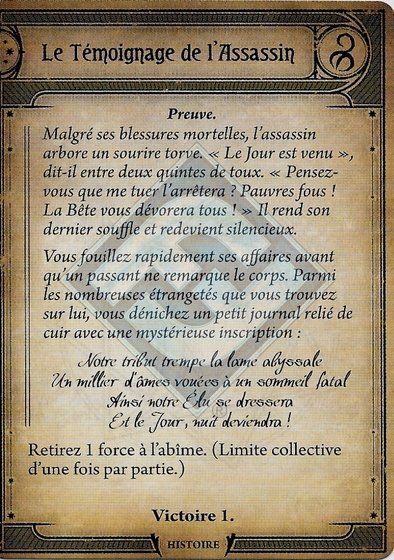 Le Témoignage de l'Assassin
Preuve.
Malgré ses blessures mortelles, l'assassin
arbore un sourire torve. « Le Jour est venu »,
dit-il entre deux quintes de toux. « Pensez-
vous que me tuer l'arrêtera ? Pauvres fous !
La Bête vous dévorera tous ! » Il rend son
dernier souffle et redevient silencieux.
Vous fouillez rapidement ses affaires avant
qu'un passant ne remarque le corps. Parmi
les nombreuses étrangetés que vous trouvez
sur lui, vous dénichez un petit journal relié de
cuir avec une mystérieuse inscription :
Notre tribut trempe la lame abyssale
Un millier d'âmes vouées à un sommeil fatal
Ainsi notre Élu se dressera
Et le Jour, nuit deviendra !
Retirez 1 force à l'abîme. (Limite collective
d'une fois par partie.)
Victoire 1.
HISTOIRE